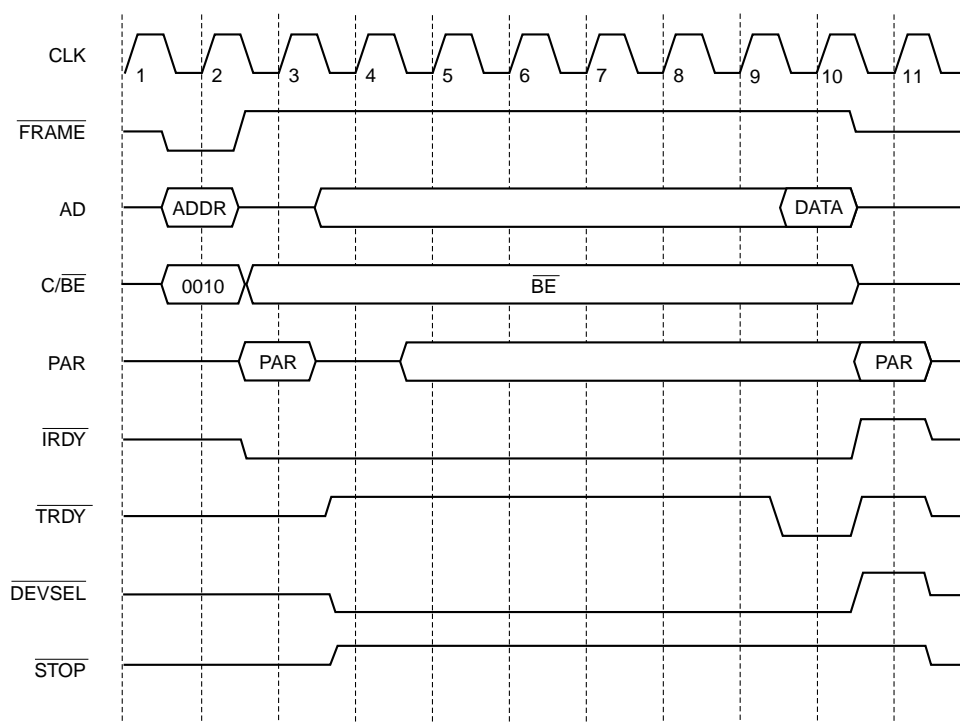 CLK
1 2 3 4 5 6 7 8 9 10 11
FRAME
AD
ADDR
DATA
C/BE
0010
BE
PAR
PAR
PAR
IRDY
TRDY
DEVSEL
STOP